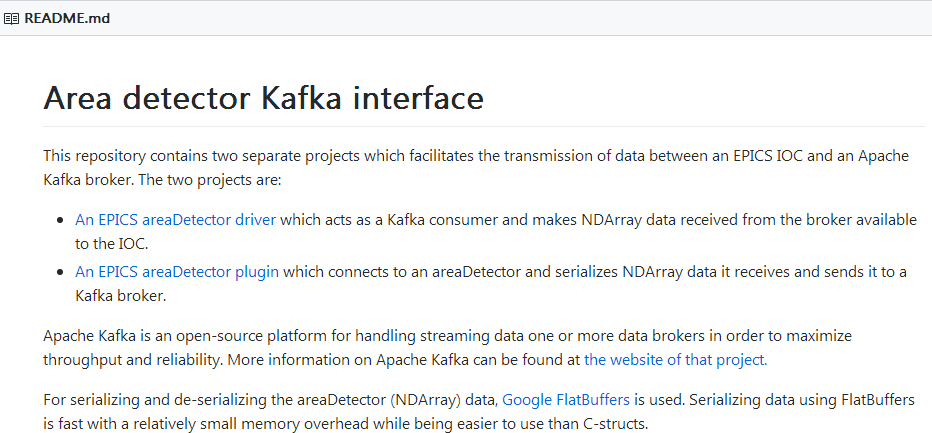 README.md
Area detector Kafka interface
This repository contains two separate projects which facilitates the transmission of data between an EPICS IOC and an Apache
Kafka broker. The two projects are:
An EPICS areaDetector driver which acts as a Kafka consumer and makes NDArray data received from the broker available
to the IOC.
An EPICS areaDetector plugin which connects to an areaDetector and serializes NDArray data it receives and sends it to a
Kafka broker.
Apache Kafka is an open-source platform for handling streaming data one or more data brokers in order to maximize
throughput and reliability. More information on Apache Kafka can be found at the website of that project.
For serializing and de-serializing the areaDetector (NDArray) data, Google FlatBuffers is used. Serializing data using FlatBuffers
is fast with a relatively small memory overhead while being easier to use than C-structs.